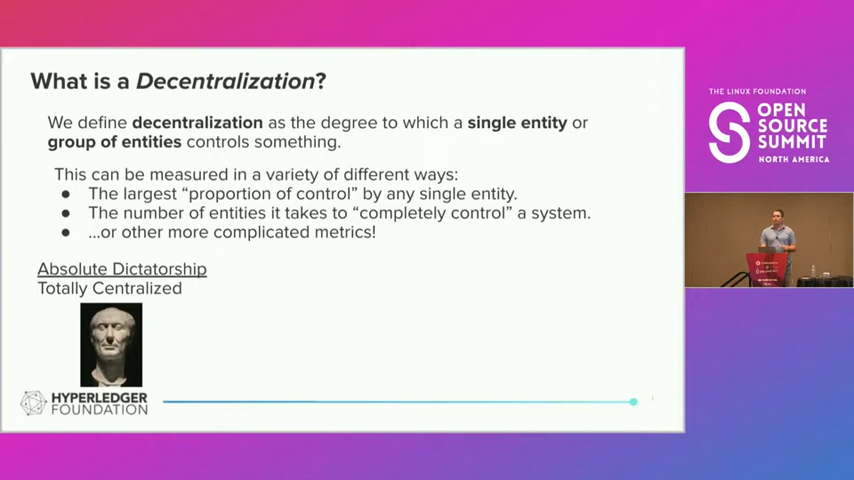 What is a Decentralization?
We define decentralization as the degree to which a single entity or
group of entities controls something.
This can be measured in a variety of different ways:
● The largest “proportion of control” by any single entity.
● The number of entities it takes to “completely control” a system.
● ...or other more complicated metrics!
Absolute Dictatorship
Totally Centralized
HYPERLEDGER
FOUNDATION
THE LINUX FOUNDATION
OPEN
SOURCE
SUMMIT
NORTH AMERICA